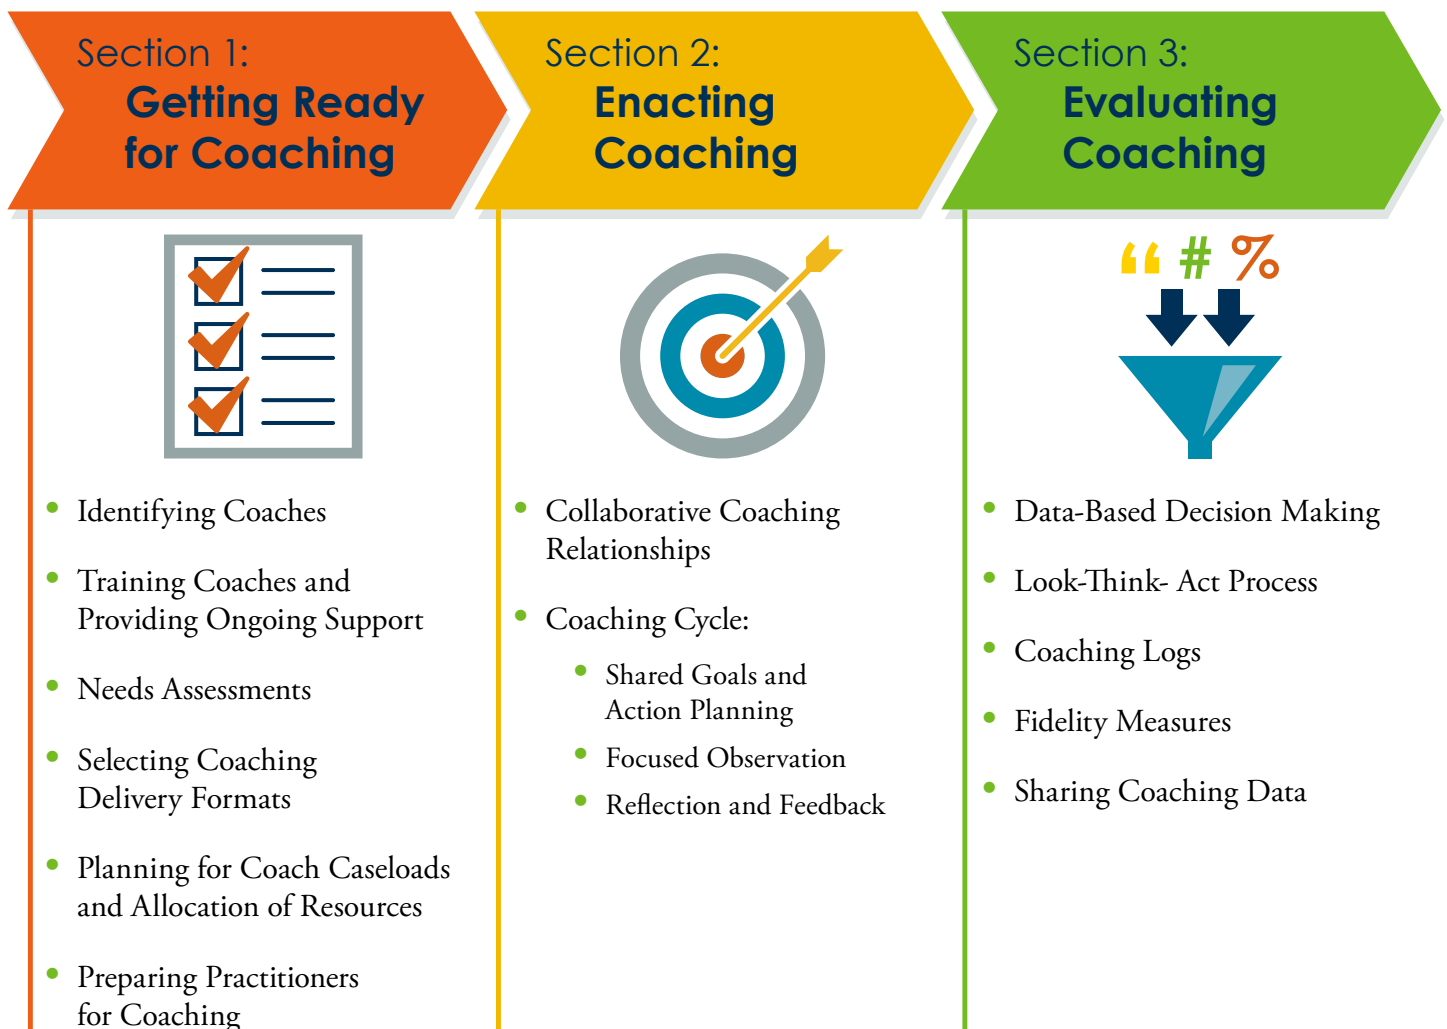 Section 1:
Getting Ready
for Coaching
• Identifying Coaches
• Training Coaches and
Providing Ongoing Support
• Needs Assessments
• Selecting Coaching
Delivery Formats
• Planning for Coach Caseloads
and Allocation of Resources
• Preparing Practitioners
for Coaching
Section 2:
Enacting
Coaching
• Collaborative Coaching
Relationships
• Coaching Cycle:
• Shared Goals and
Action Planning
• Focused Observation
• Reflection and Feedback
Section 3:
Evaluating
Coaching
“ # %
• Data-Based Decision Making
• Look-Think- Act Process
• Coaching Logs
• Fidelity Measures
• Sharing Coaching Data